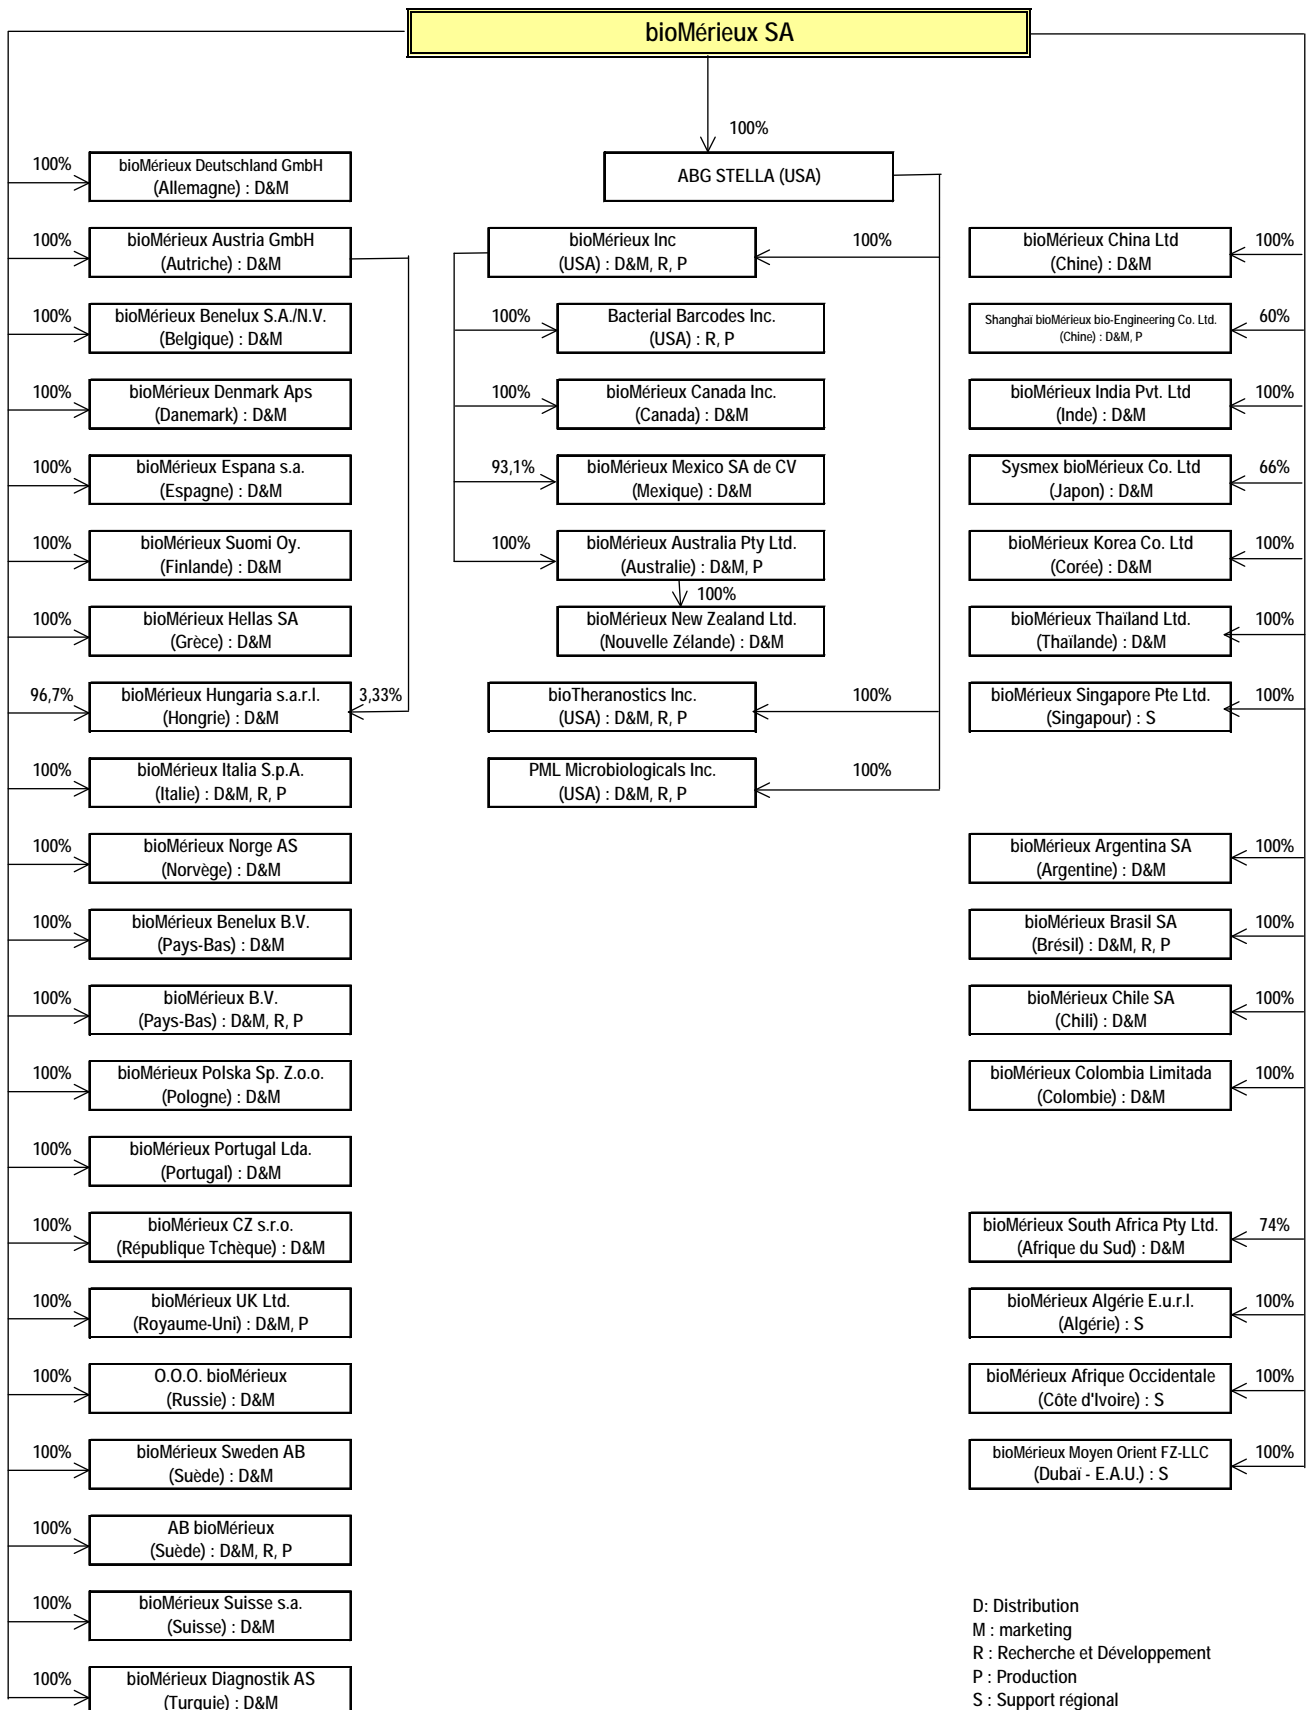 bioMérieux SA
100%
ABG STELLA (USA)
100%
bioMérieux Deutschland GmbH
(Allemagne) : D&M
100%
bioMérieux Austria GmbH
(Autriche) : D&M
100%
bioMérieux Benelux S.A./N.V.
(Belgique) : D&M
100%
bioMérieux Denmark Aps
(Danemark) : D&M
100%
bioMérieux Espana s.a.
(Espagne) : D&M
100%
bioMérieux Suomi Oy.
(Finlande) : D&M
100%
bioMérieux Hellas SA
(Grèce) : D&M
96,7%
bioMérieux Hungaria s.a.r.l.
(Hongrie) : D&M
3,33%
100%
bioMérieux Italia S.p.A.
(Italie) : D&M, R, P
100%
bioMérieux Norge AS
(Norvège) : D&M
100%
bioMérieux Benelux B.V.
(Pays-Bas) : D&M
100%
bioMérieux B.V.
(Pays-Bas) : D&M, R, P
100%
bioMérieux Polska Sp. Z.o.o.
(Pologne) : D&M
100%
bioMérieux Portugal Lda.
(Portugal) : D&M
100%
bioMérieux CZ s.r.o.
(République Tchèque) : D&M
100%
bioMérieux UK Ltd.
(Royaume-Uni) : D&M, P
100%
O.O.O. bioMérieux
(Russie) : D&M
100%
bioMérieux Sweden AB
(Suède) : D&M
100%
AB bioMérieux
(Suède) : D&M, R, P
100%
bioMérieux Suisse s.a.
(Suisse) : D&M
100%
bioMérieux Diagnostik AS
(Turquie) : D&M
bioMérieux Inc
(USA) : D&M, R, P
100%
100%
Bacterial Barcodes Inc.
(USA) : R, P
100%
bioMérieux Canada Inc.
(Canada) : D&M
93,1%
bioMérieux Mexico SA de CV
(Mexique) : D&M
100%
bioMérieux Australia Pty Ltd.
(Australie) : D&M, P
100%
bioMérieux New Zealand Ltd.
(Nouvelle Zélande) : D&M
bioTheranostics Inc.
(USA) : D&M, R, P
100%
PML Microbiologicals Inc.
(USA) : D&M, R, P
100%
bioMérieux China Ltd
(Chine) : D&M
100%
Shanghaï bioMérieux bio-Engineering Co. Ltd.
(Chine) : D&M, P
60%
bioMérieux India Pvt. Ltd
(Inde) : D&M
100%
Sysmex bioMérieux Co. Ltd
(Japon) : D&M
66%
bioMérieux Korea Co. Ltd
(Corée) : D&M
100%
bioMérieux Thaïland Ltd.
(Thaïlande) : D&M
100%
bioMérieux Singapore Pte Ltd.
(Singapour) : S
100%
bioMérieux Argentina SA
(Argentine) : D&M
100%
bioMérieux Brasil SA
(Brésil) : D&M, R, P
100%
bioMérieux Chile SA
(Chili) : D&M
100%
bioMérieux Colombia Limitada
(Colombie) : D&M
100%
bioMérieux South Africa Pty Ltd.
(Afrique du Sud) : D&M
74%
bioMérieux Algérie E.u.r.l.
(Algérie) : S
100%
bioMérieux Afrique Occidentale
(Côte d'Ivoire) : S
100%
bioMérieux Moyen Orient FZ-LLC
(Dubaï - E.A.U.) : S
100%
D: Distribution
M : marketing
R : Recherche et Développement
P : Production
S : Support régional